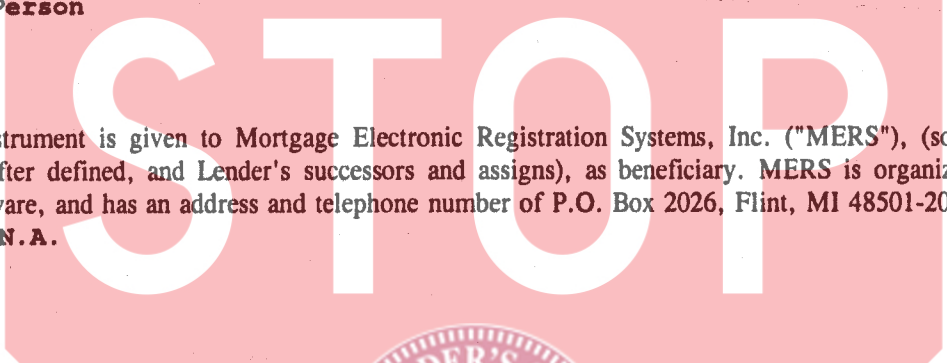 Person
STOP
strument is given to Mortgage Electronic Registration Systems, Inc. ("MERS"), (so
fter defined, and Lender's successors and assigns), as beneficiary. MERS is organiz
vare, and has an address and telephone number of P.O. Box 2026, Flint, MI 48501-20
N.A.
DER'S